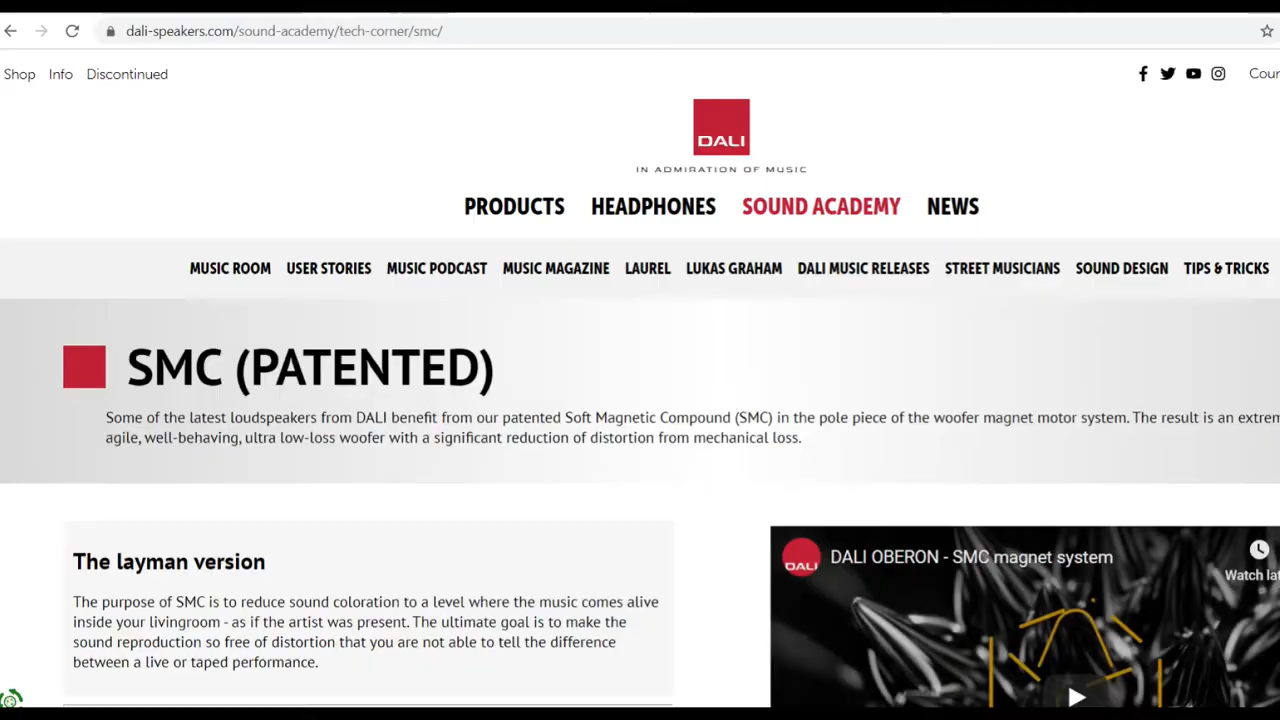 dali-speakers.com/sound-academy/tech-corner/smc/
Shop Info Discontinued
DALI
IN ADMIRATION OF MUSIC
PRODUCTS HEADPHONES SOUND ACADEMY NEWS
MUSIC ROOM USER STORIES MUSIC PODCAST MUSIC MAGAZINE LAUREL LUKAS GRAHAM DALI MUSIC RELEASES STREET MUSICIANS SOUND DESIGN TIPS & TRICKS
SMC (PATENTED)
Some of the latest loudspeakers from DALI benefit from our patented Soft Magnetic Compound (SMC) in the pole piece of the woofer magnet motor system. The result is an
agile, well-behaving, ultra low-loss woofer with a significant reduction of distortion from mechanical loss.
The layman version
The purpose of SMC is to reduce sound coloration to a level where the music comes alive
inside your livingroom - as if the artist was present. The ultimate goal is to make the
sound reproduction so free of distortion that you are not able to tell the difference
between a live or taped performance.
DALI
DALI OBERON - SMC magnet system
Watch